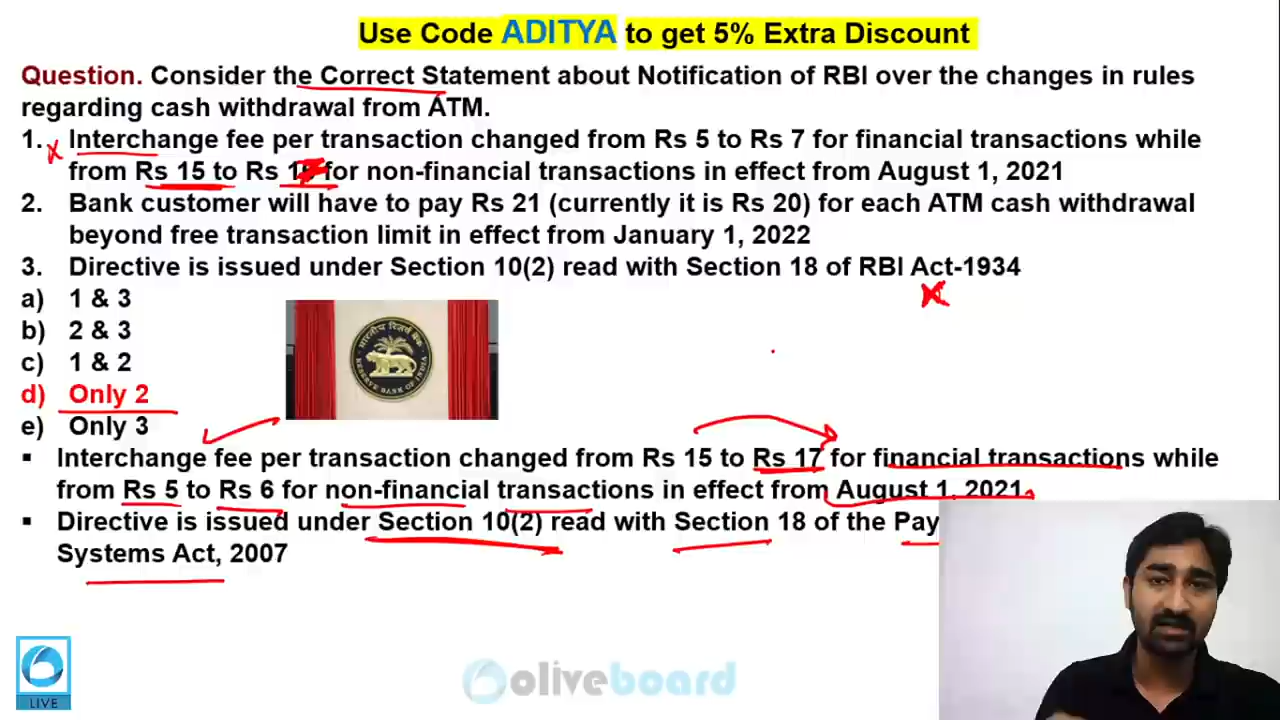 Use Code ADITYA to get 5% Extra Discount
Question. Consider the Correct Statement about Notification of RBI over the changes in rules
regarding cash withdrawal from ATM.
1. Interchange fee per transaction changed from Rs 5 to Rs 7 for financial transactions while
from Rs 15 to Rs for non-financial transactions in effect from August 1, 2021
2. Bank customer will have to pay Rs 21 (currently it is Rs 20) for each ATM cash withdrawal
beyond free transaction limit in effect from January 1, 2022
3. Directive is issued under Section 10(2) read with Section 18 of RBI Act-1934
a) 1 & 3
b) 2 & 3
c) 1 & 2
d) Only 2
e) Only 3
भारतीय रिज़र्व बैंक
RESERVE BANK OF INDIA
▪ Interchange fee per transaction changed from Rs 15 to Rs 17 for financial transactions while
from Rs 5 to Rs 6 for non-financial transactions in effect from August 1, 2021
▪ Directive is issued under Section 10(2) read with Section 18 of the Pay
Systems Act, 2007
LIVE
oliveboard